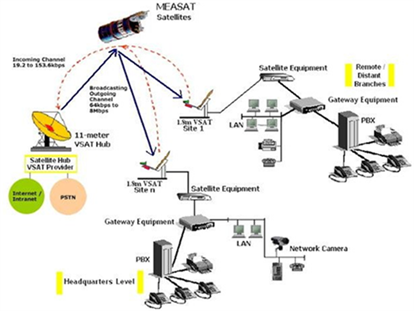 MEASAT
Satellites
Incoming Channel
19.2 to 153.6kbps
Broadcasting
Outgoing
Channel
64kbps to
8Mbps
11-meter
VSAT Hub
Satellite Hub
VSAT Provider
Internet /
Intranet
PSTN
1.8m VSAT
Site 1
Satellite Equipment
Remote /
Distant
Branches
Gateway Equipment
LAN
PBX
1.8m VSAT
Site n
Satellite Equipment
Gateway Equipment
LAN
Network Camera
PBX
Headquarters Level